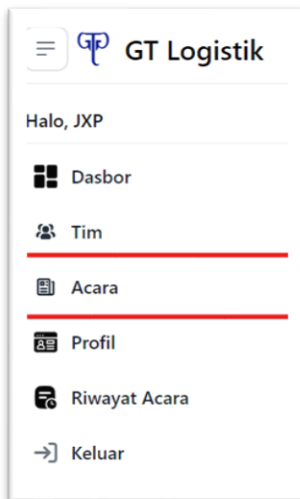 GT Logistik
Halo, JXP
Dasbor
Tim
Acara
Profil
Riwayat Acara
Keluar